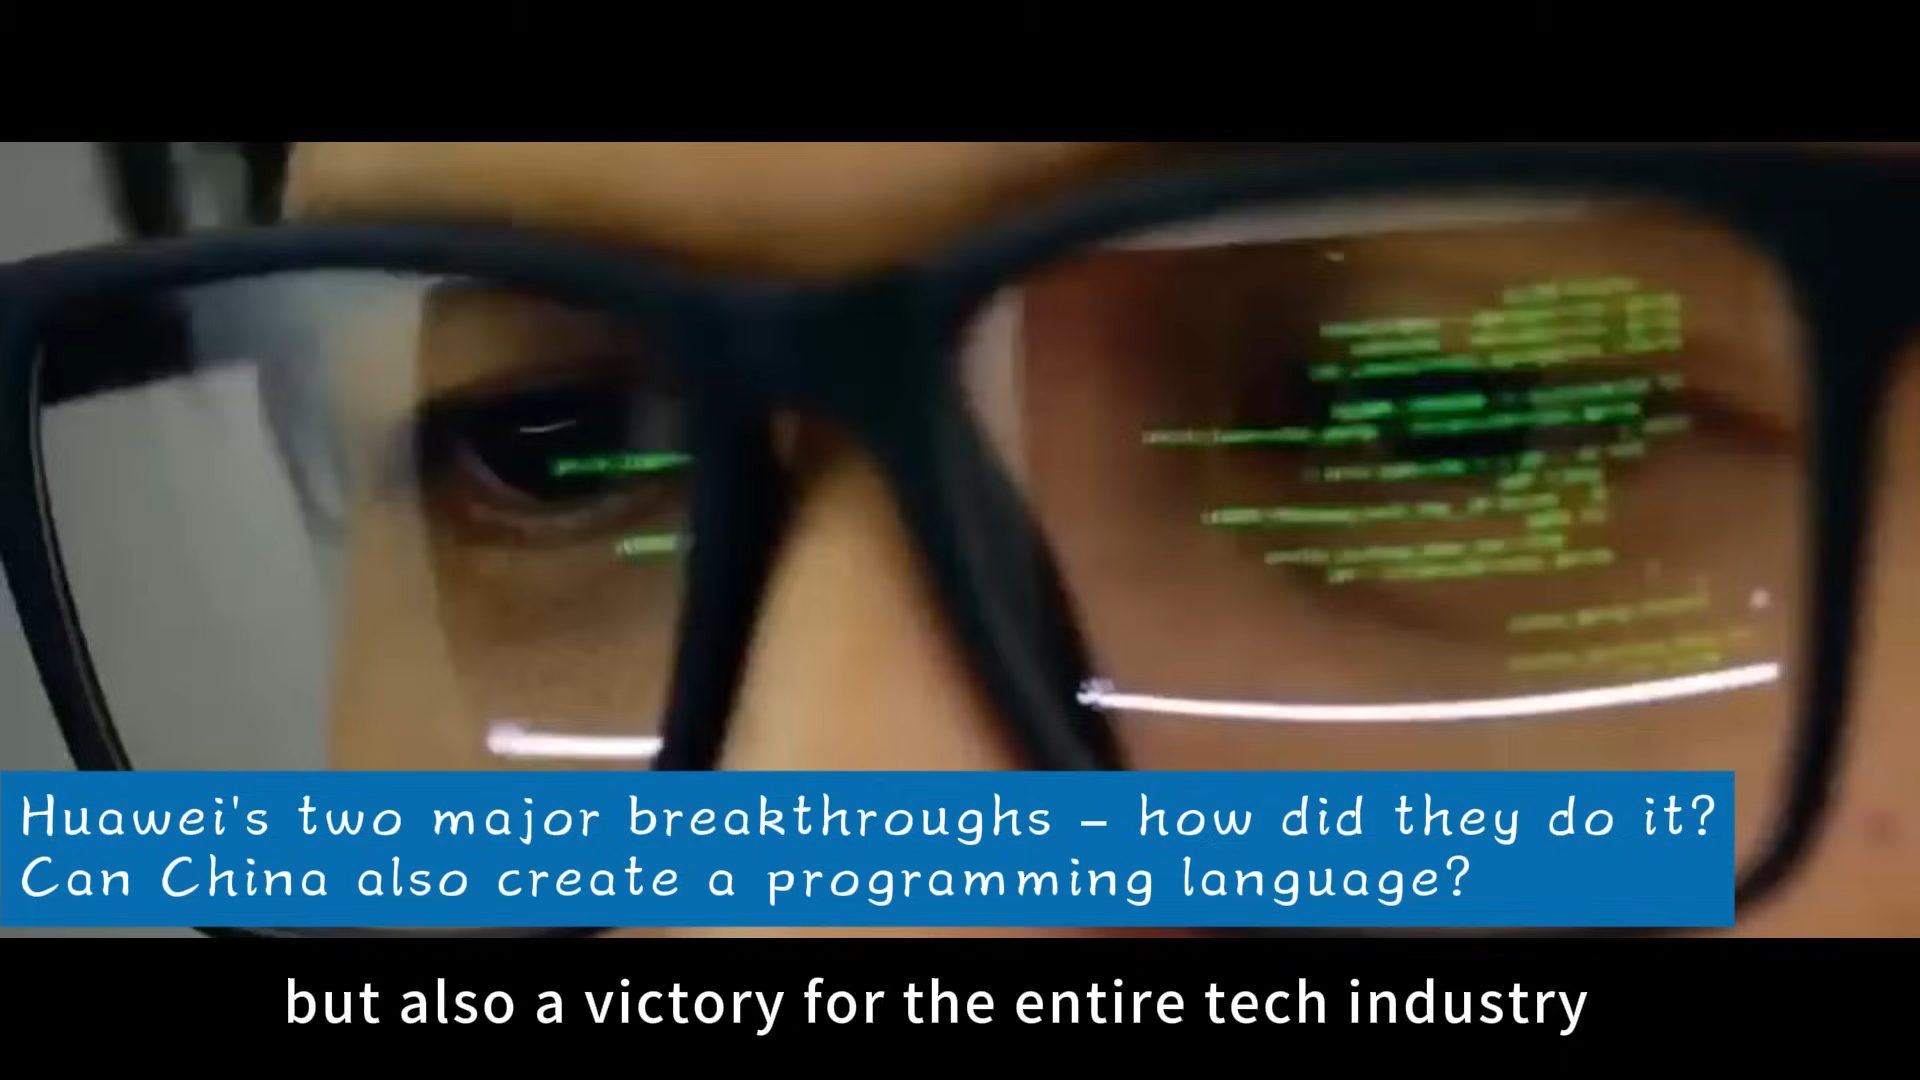 Huawei's two major breakthroughs – how did they do it?
Can China also create a programming language?
but also a victory for the entire tech industry